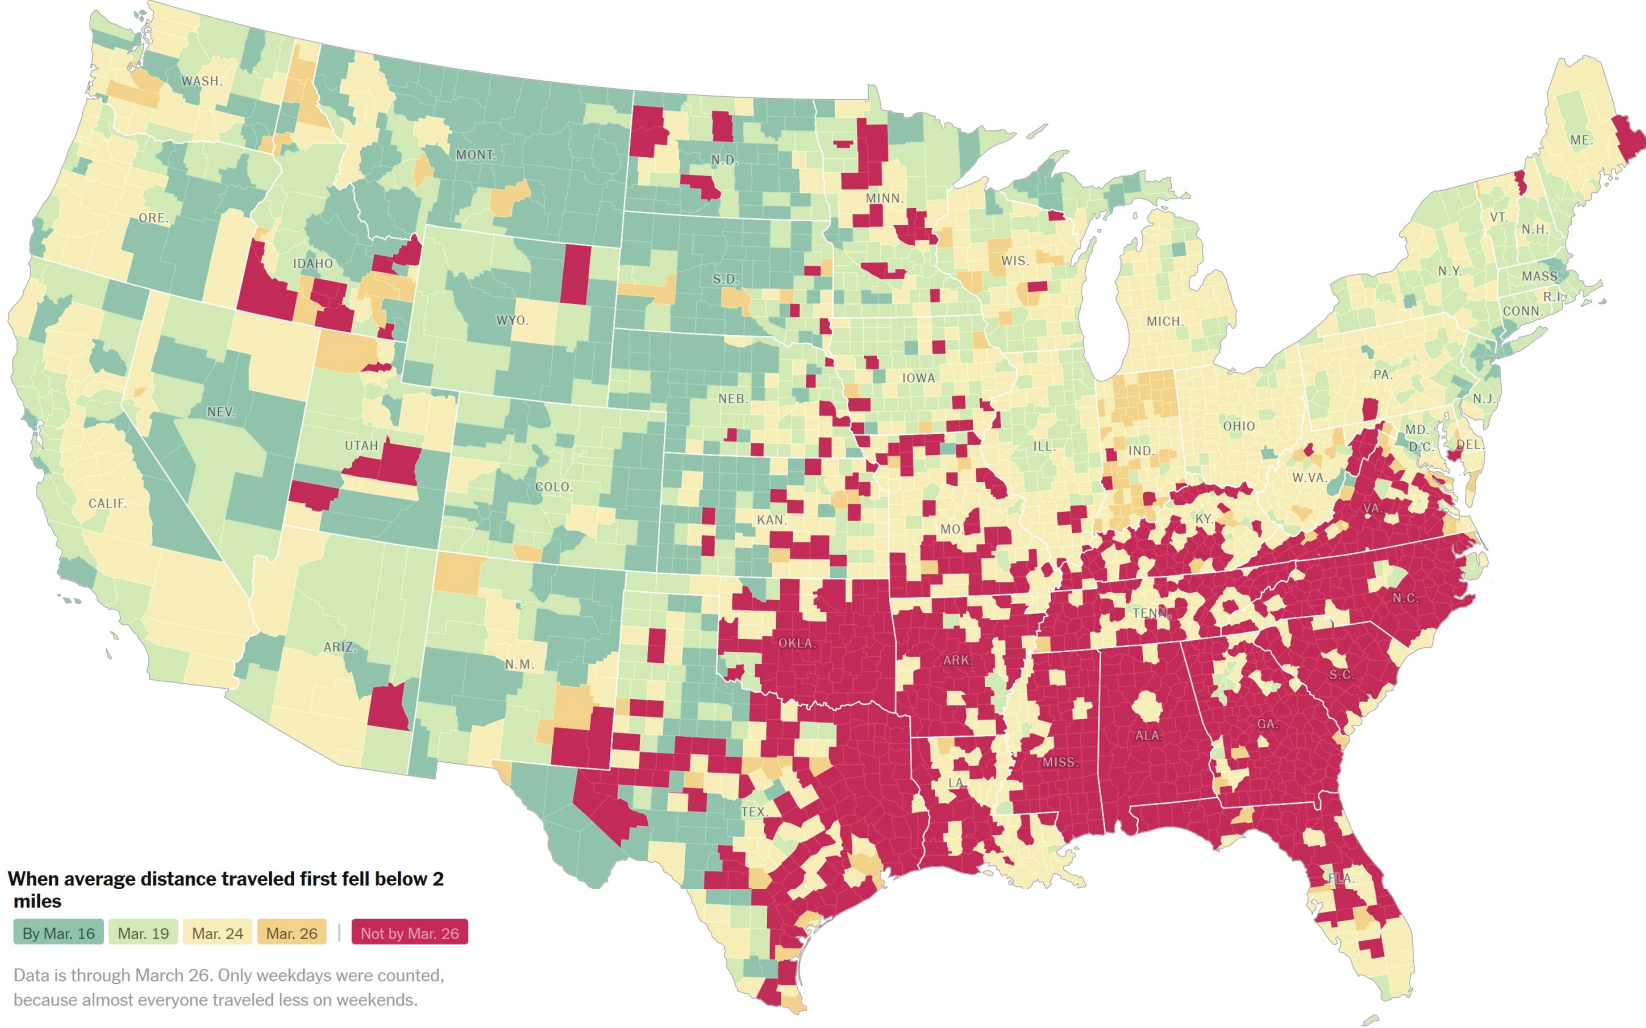 WASH.
MONT.
N.D.
MINN.
ME.
ORE.
IDAHO
S.D.
WIS.
VT.
N.H.
N.Y.
MASS.
R.I.
CONN.
WYO.
MICH.
IOWA
PA.
NEV.
NEB.
N.J.
UTAH
ILL.
IND.
OHIO
MD.
D.C.
DEL.
COLO.
W.VA.
CALIF.
KAN.
MO.
KY.
VA.
ARIZ.
N.M.
OKLA.
ARK.
TENN.
N.C.
S.C.
MISS.
ALA.
GA.
LA.
TEX.
FLA.
When average distance traveled first fell below 2
miles
By Mar. 16 Mar. 19 Mar. 24 Mar. 26 | Not by Mar. 26
Data is through March 26. Only weekdays were counted,
because almost everyone traveled less on weekends.